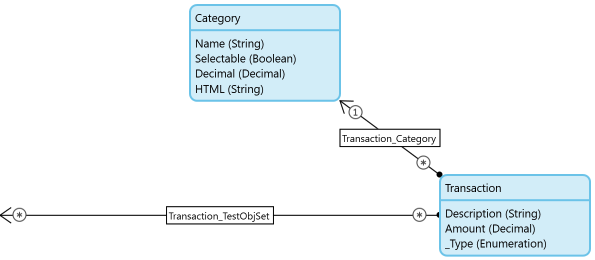 Category
Name (String)
Selectable (Boolean)
Decimal (Decimal)
HTML (String)
1
Transaction_Category
*
Transaction
* Transaction_TestObjSet *
Description (String)
Amount (Decimal)
_Type (Enumeration)